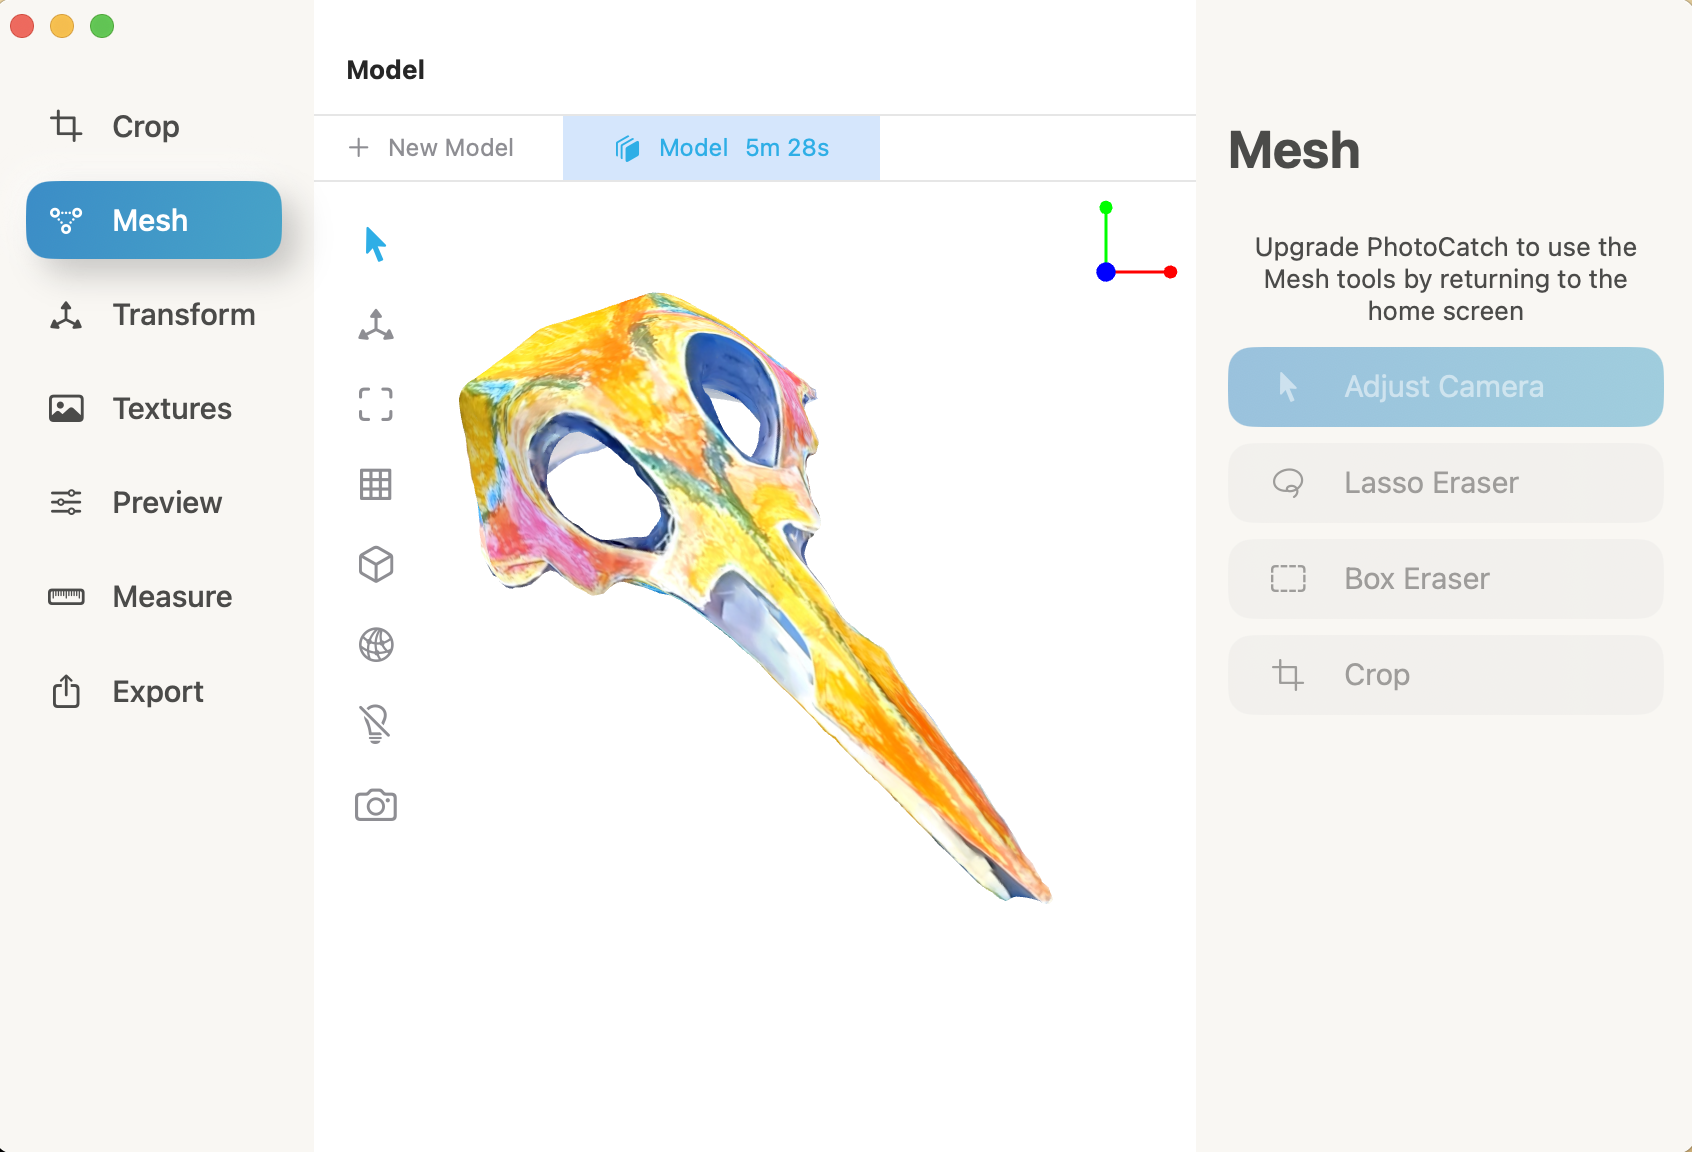 Crop
Mesh
Transform
Textures
Preview
Measure
Export
Model
New Model
Model 5m 28s
Mesh
Upgrade PhotoCatch to use the
Mesh tools by returning to the
home screen
Adjust Camera
Lasso Eraser
Box Eraser
Crop